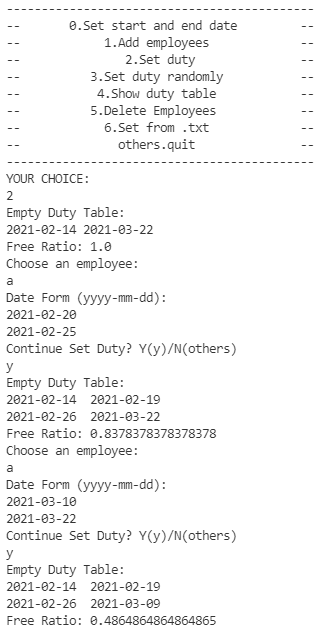 --------------------------------------------
--       0.Set start and end date         --
--            1.Add employees             --
--               2.Set duty               --
--          3.Set duty randomly           --
--           4.Show duty table            --
--          5.Delete Employees            --
--            6.Set from .txt             --
--              others.quit               --
--------------------------------------------
YOUR CHOICE:
2
Empty Duty Table:
2021-02-14 2021-03-22
Free Ratio: 1.0
Choose an employee:
a
Date Form (yyyy-mm-dd):
2021-02-20
2021-02-25
Continue Set Duty? Y(y)/N(others)
y
Empty Duty Table:
2021-02-14  2021-02-19
2021-02-26  2021-03-22
Free Ratio: 0.8378378378378378
Choose an employee:
a
Date Form (yyyy-mm-dd):
2021-03-10
2021-03-22
Continue Set Duty? Y(y)/N(others)
y
Empty Duty Table:
2021-02-14  2021-02-19
2021-02-26  2021-03-09
Free Ratio: 0.4864864864864865